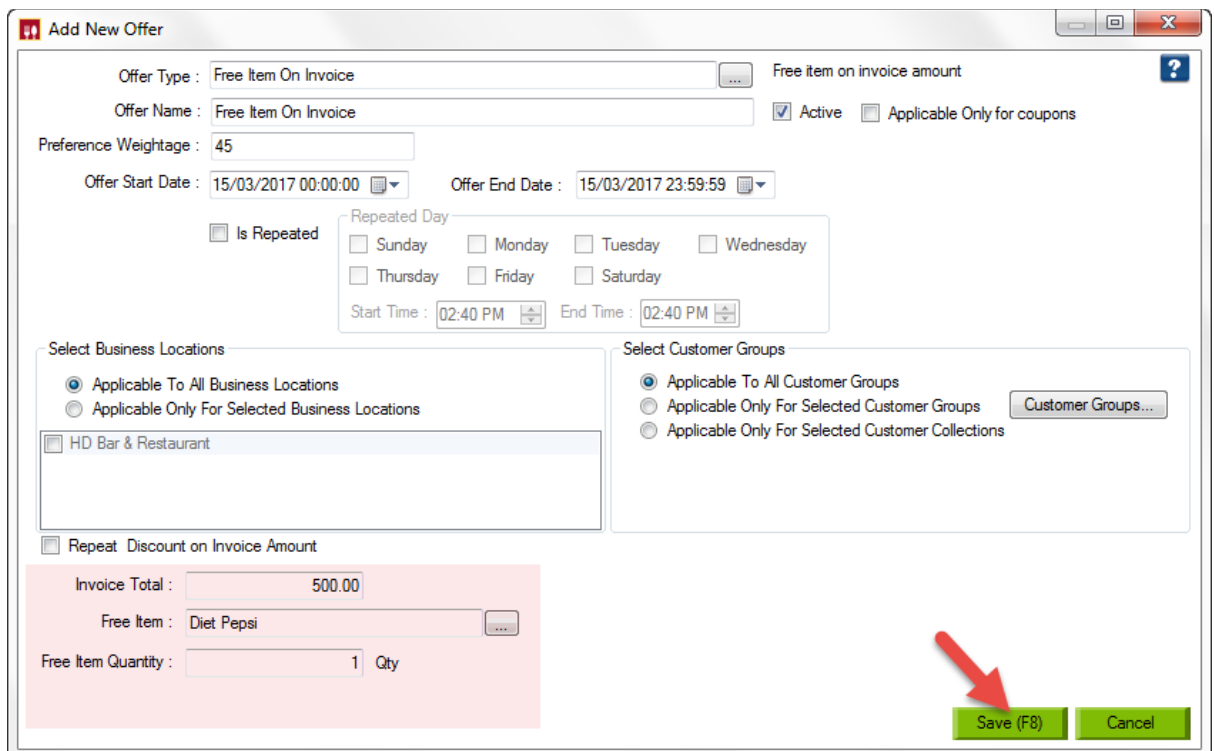 Add New Offer
Offer Type : Free Item On Invoice ... Free item on invoice amount ?
Offer Name : Free Item On Invoice Active Applicable Only for coupons
Preference Weightage : 45
Offer Start Date : 15/03/2017 00:00:00 Offer End Date : 15/03/2017 23:59:59
Is Repeated Repeated Day
Sunday Monday Tuesday Wednesday
Thursday Friday Saturday
Start Time : 02:40 PM End Time : 02:40 PM
Select Business Locations
Applicable To All Business Locations
Applicable Only For Selected Business Locations
HD Bar & Restaurant
Select Customer Groups
Applicable To All Customer Groups
Applicable Only For Selected Customer Groups Customer Groups...
Applicable Only For Selected Customer Collections
Repeat Discount on Invoice Amount
Invoice Total : 500.00
Free Item : Diet Pepsi ...
Free Item Quantity : 1 Qty
Save (F8) Cancel